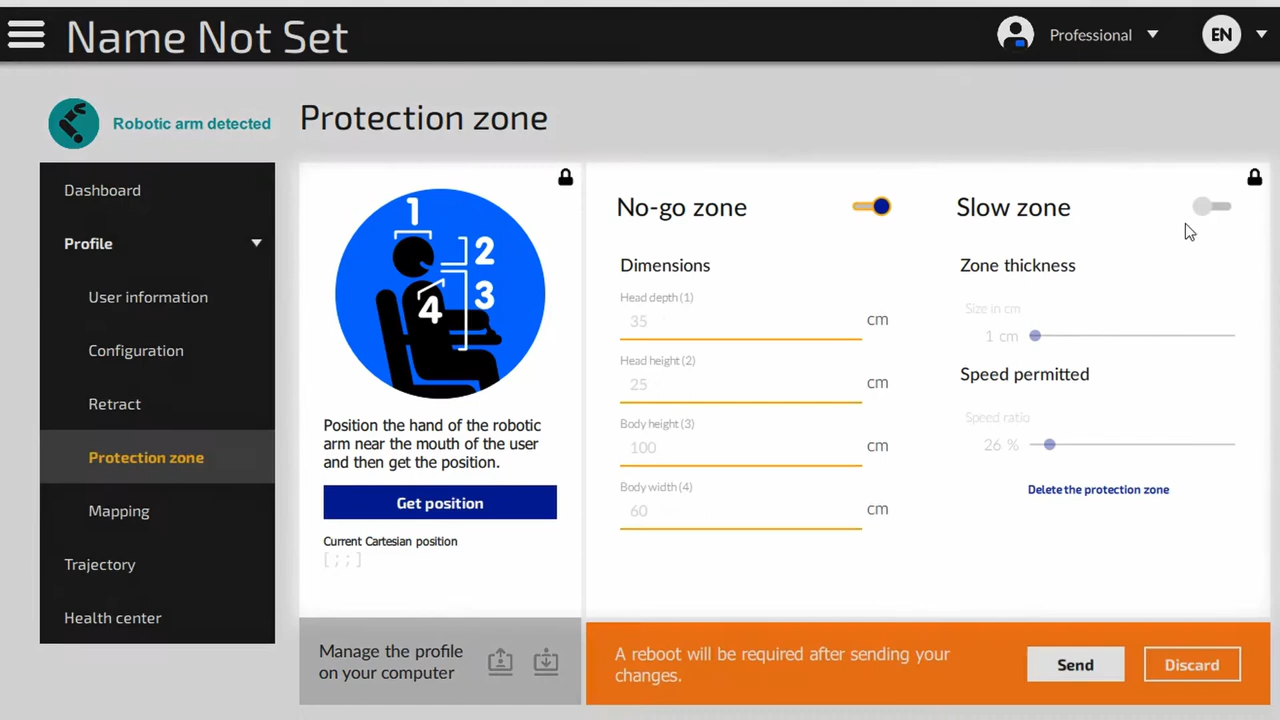 Name Not Set
Professional
EN
Robotic arm detected
Protection zone
Dashboard
Profile
User information
Configuration
Retract
Protection zone
Mapping
Trajectory
Health center
1
2
3
4
Position the hand of the robotic
arm near the mouth of the user
and then get the position.
Get position
Current Cartesian position
[ ; ; ]
Manage the profile
on your computer
No-go zone
Dimensions
Head depth (1)
35 cm
Head height (2)
25 cm
Body height (3)
100 cm
Body width (4)
60 cm
Slow zone
Zone thickness
Size in cm
1 cm
Speed permitted
Speed ratio
26 %
Delete the protection zone
A reboot will be required after sending your
changes.
Send
Discard